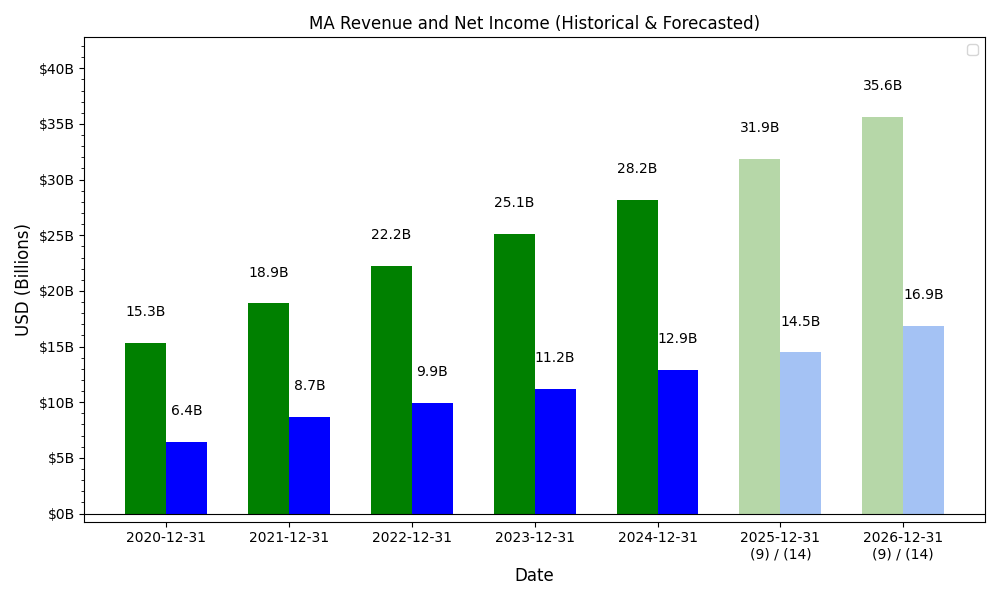 MA Revenue and Net Income (Historical & Forecasted)
$40B
$35B
$30B
$25B
$20B
$15B
$10B
$5B
$0B
USD (Billions)
15.3B
6.4B
18.9B
8.7B
22.2B
9.9B
25.1B
11.2B
28.2B
12.9B
31.9B
14.5B
35.6B
16.9B
2020-12-31
2021-12-31
2022-12-31
2023-12-31
2024-12-31
2025-12-31
(9) / (14)
2026-12-31
(9) / (14)
Date